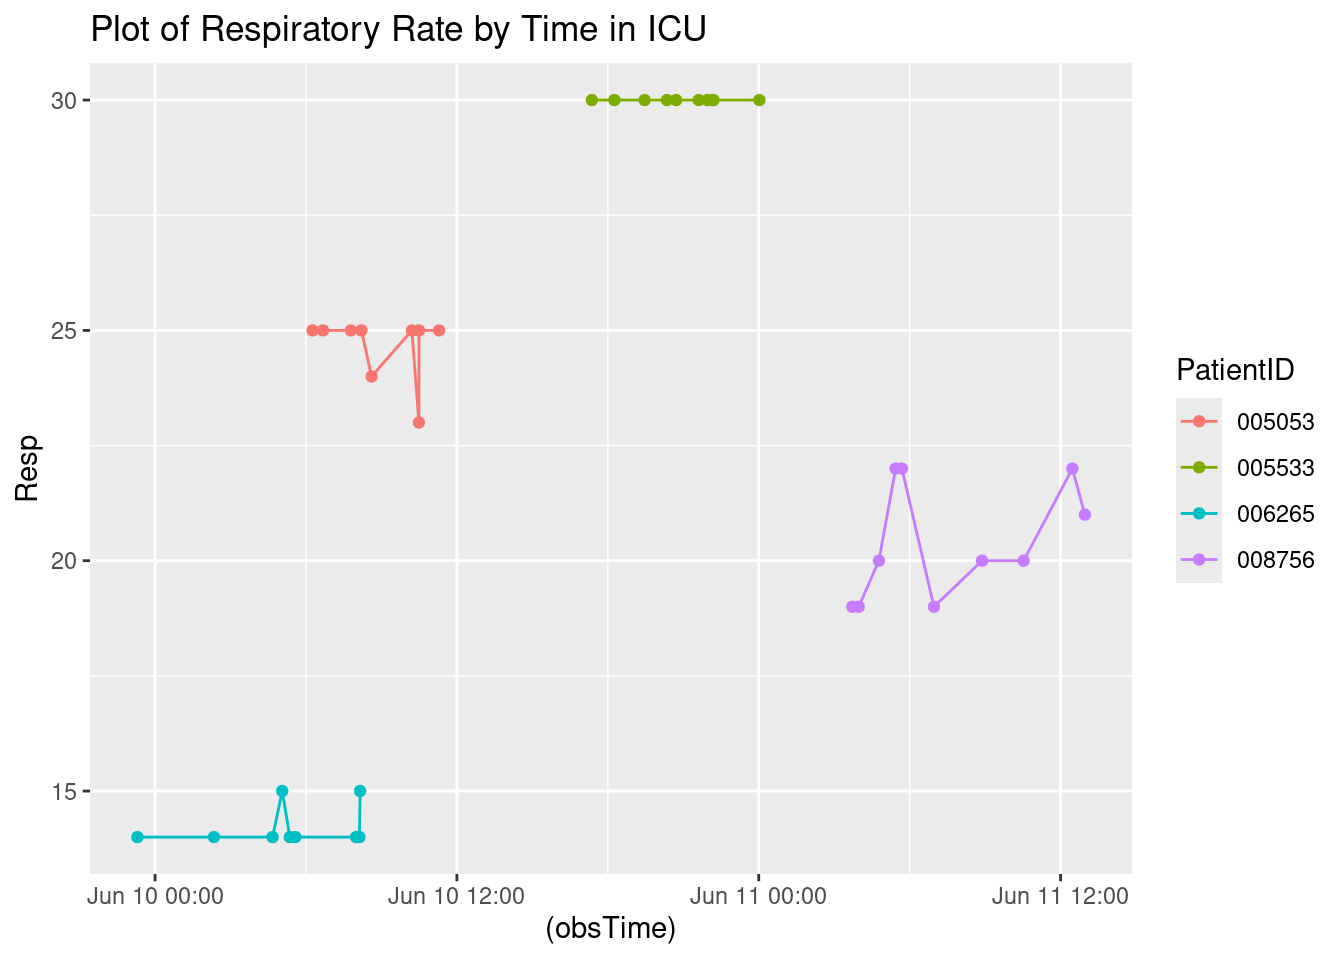 Plot of Respiratory Rate by Time in ICU
30
25
20
15
Resp
Jun 10 00:00
Jun 10 12:00
Jun 11 00:00
Jun 11 12:00
(obsTime)
PatientID
005053
005533
006265
008756